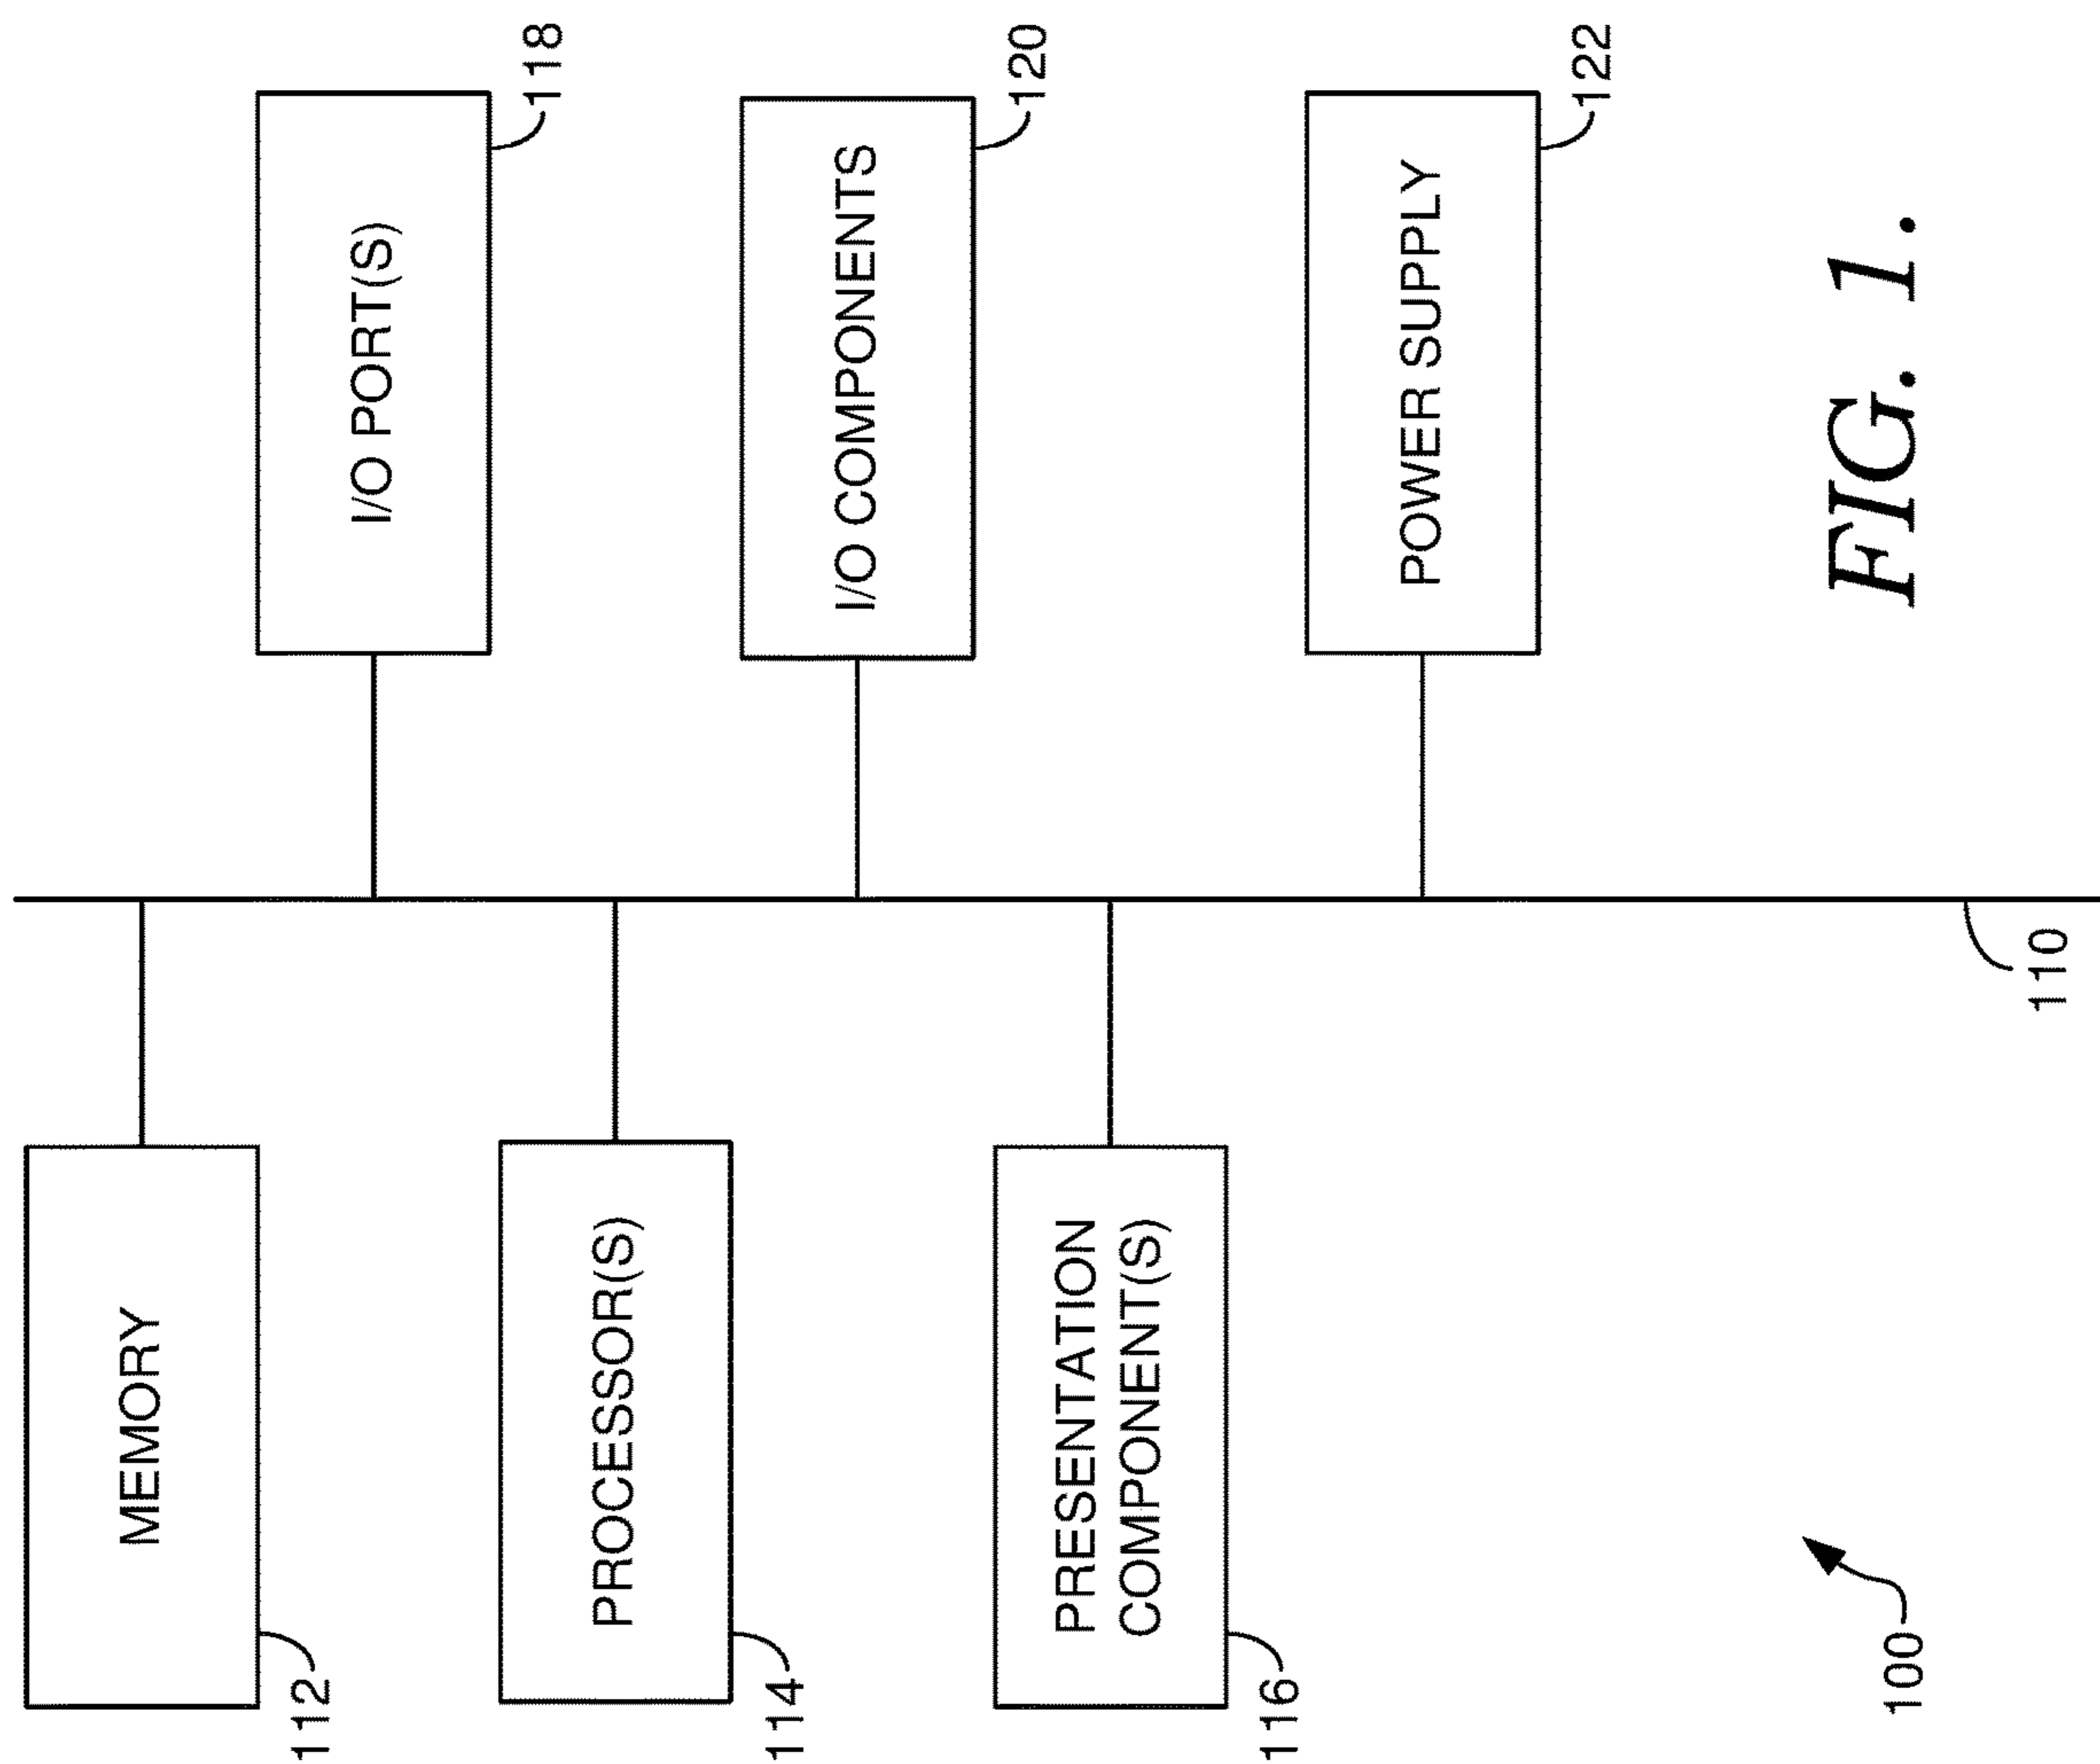 MEMORY
112
PROCESSOR(S)
114
PRESENTATION
COMPONENT(S)
116
100
I/O PORT(S)
118
I/O COMPONENTS
120
POWER SUPPLY
122
110
FIG. 1.